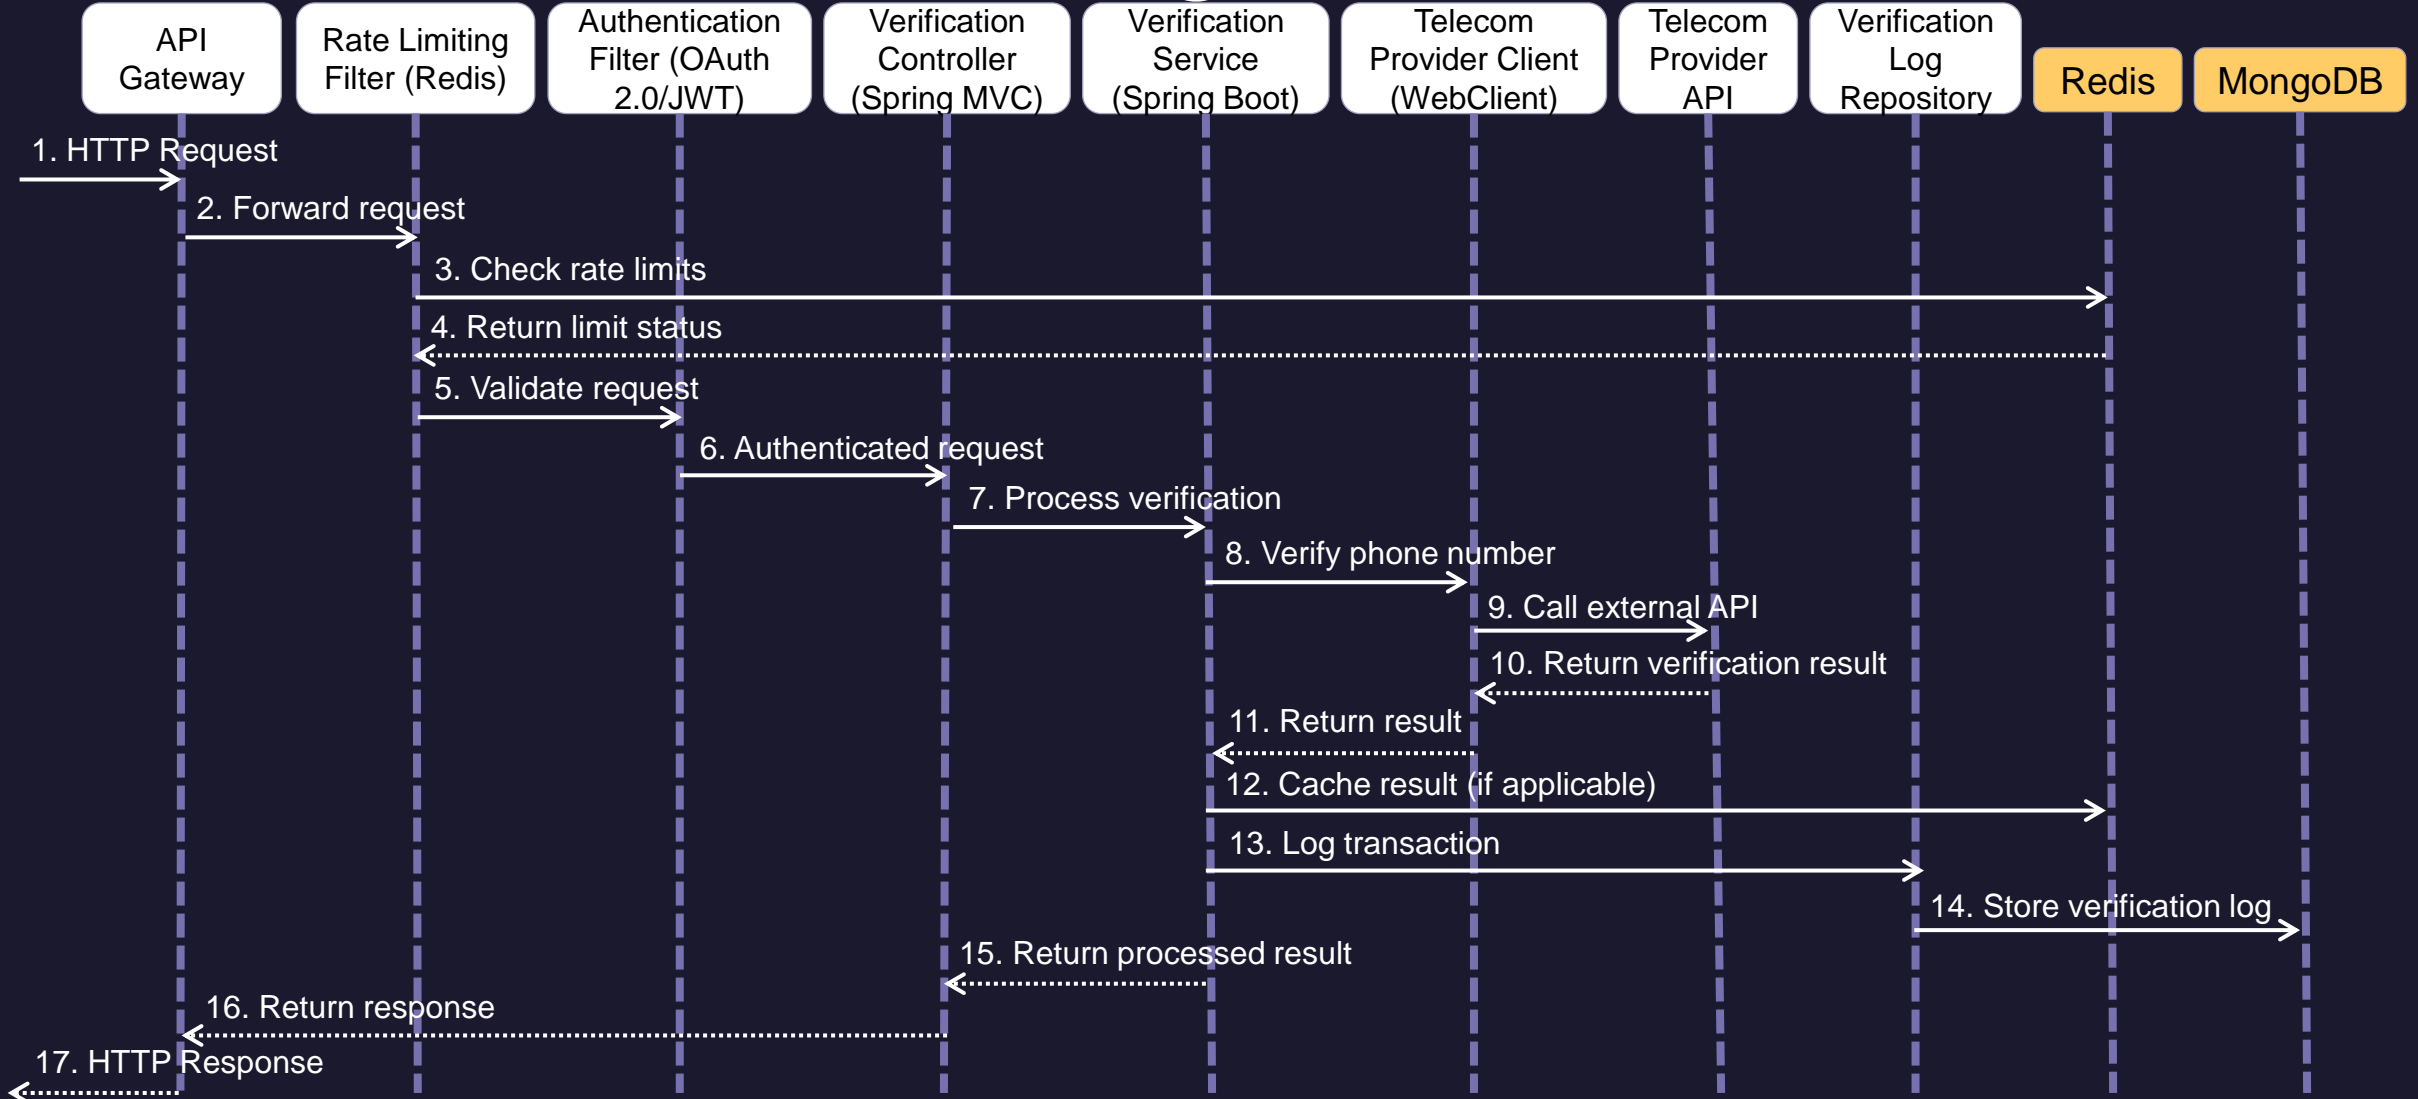 API
Gateway
Rate Limiting
Filter (Redis)
Authentication
Filter (OAuth
2.0/JWT)
Verification
Controller
(Spring MVC)
Verification
Service
(Spring Boot)
Telecom
Provider Client
(WebClient)
Telecom
Provider
API
Verification
Log
Repository
Redis
MongoDB
1. HTTP Request
2. Forward request
3. Check rate limits
4. Return limit status
5. Validate request
6. Authenticated request
7. Process verification
8. Verify phone number
9. Call external API
10. Return verification result
11. Return result
12. Cache result (if applicable)
13. Log transaction
14. Store verification log
15. Return processed result
16. Return response
17. HTTP Response